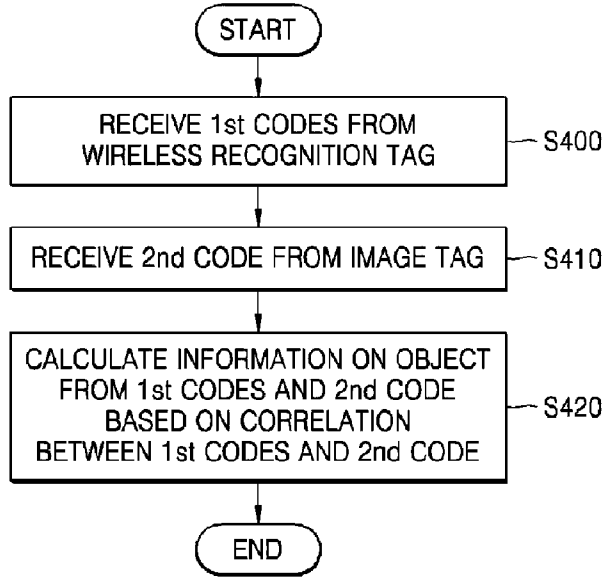 START
RECEIVE 1st CODES FROM
WIRELESS RECOGNITION TAG
S400
RECEIVE 2nd CODE FROM IMAGE TAG
S410
CALCULATE INFORMATION ON OBJECT
FROM 1st CODES AND 2nd CODE
BASED ON CORRELATION
BETWEEN 1st CODES AND 2nd CODE
S420
END